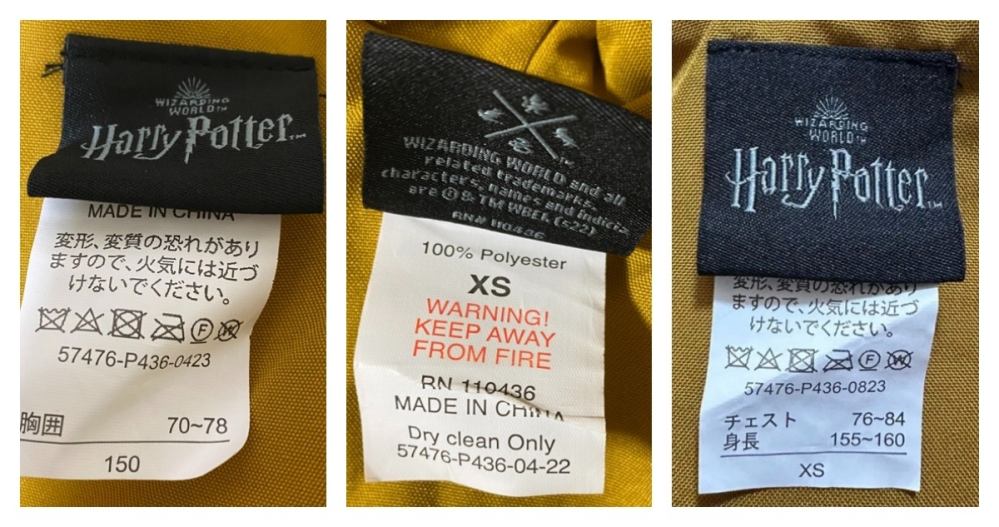 WIZARDING
WORLD™
Harry Potter™
MADE IN CHINA
変形、変質の恐れがあり
ますので、火気には近づ
けないでください。
57476-P436-0423
胸囲 70~78
150
WIZARDING WORLD and all
related trademarks,
characters, names and indicia
are © & TM WBEI. (s22)
RN# 110436
100% Polyester
XS
WARNING!
KEEP AWAY
FROM FIRE
RN 110436
MADE IN CHINA
Dry clean Only
57476-P436-04-22
WIZARDING
WORLD™
Harry Potter™
変形、変質の恐れがあり
ますので、火気には近づ
けないでください。
57476-P436-0823
チェスト 76~84
身長 155~160
XS